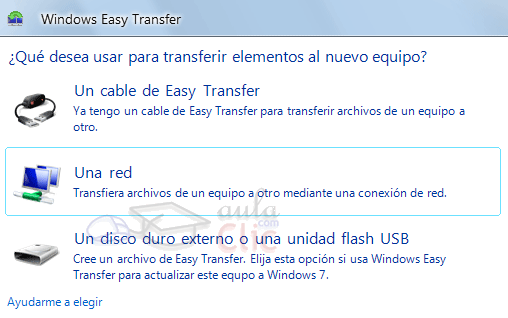 Windows Easy Transfer
¿Qué desea usar para transferir elementos al nuevo equipo?
Un cable de Easy Transfer
Ya tengo un cable de Easy Transfer para transferir archivos de un equipo a
otro.
Una red
Transfiera archivos de un equipo a otro mediante una conexión de red.
aula
.com
Clic
Un disco duro externo o una unidad flash USB
Cree un archivo de Easy Transfer. Elija esta opción si usa Windows Easy
Transfer para actualizar este equpo a Windows 7.
Ayudarme a elegir